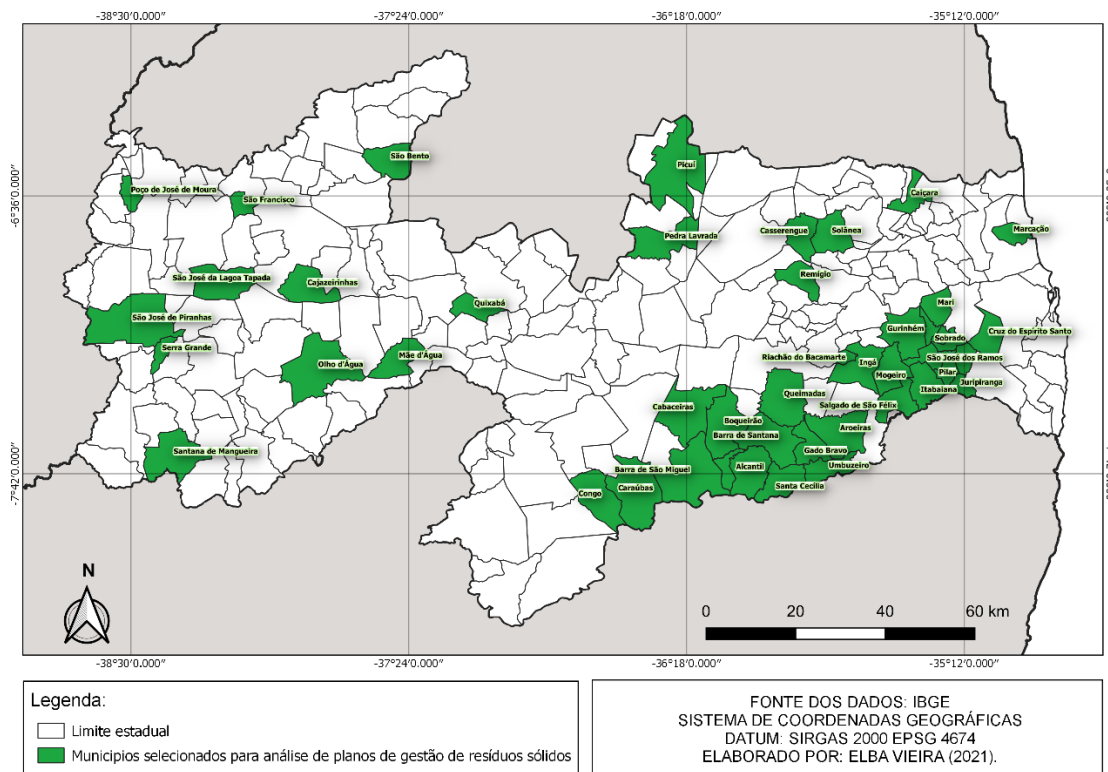 -38°30'0.000"
-37°24'0.000"
-36°18'0.000"
-35°12'0.000"
-6°36'0.000"
São Bento
Picuí
Poço de José de Moura
São Francisco
Caiçara
Pedra Lavrada
Casserengue
Solânea
Marcação
São José da Lagoa Tapada
Cajazeirinhas
Remígio
Quixabá
Mari
São José de Piranhas
Gurinhém
Cruz do Espírito Santo
Sobrado
Serra Grande
Mãe d'Água
Olho d'Água
Riachão do Bacamarte
Ingá
São José dos Ramos
Mogeiro
Pilar
Juripiranga
Itabaiana
Queimadas
Cabaceiras
Salgado de São Félix
Boqueirão
Aroeiras
Barra de Santana
Santana de Mangueira
Gado Bravo
Barra de São Miguel
Alcantil
Umbuzeiro
-7°42'0.000"
Caraúbas
Santa Cecília
Congo
N
0 20 40 60 km
-38°30'0.000"
-37°24'0.000"
-36°18'0.000"
-35°12'0.000"
Legenda:
Limite estadual
Municipios selecionados para análise de planos de gestão de resíduos sólidos
FONTE DOS DADOS: IBGE
SISTEMA DE COORDENADAS GEOGRÁFICAS
DATUM: SIRGAS 2000 EPSG 4674
ELABORADO POR: ELBA VIEIRA (2021).